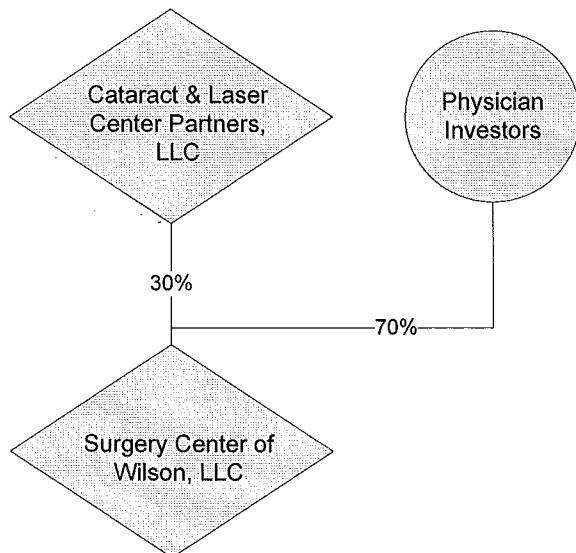 Cataract & Laser
Center Partners,
LLC
Physician
Investors
30%
70%
Surgery Center of
Wilson, LLC